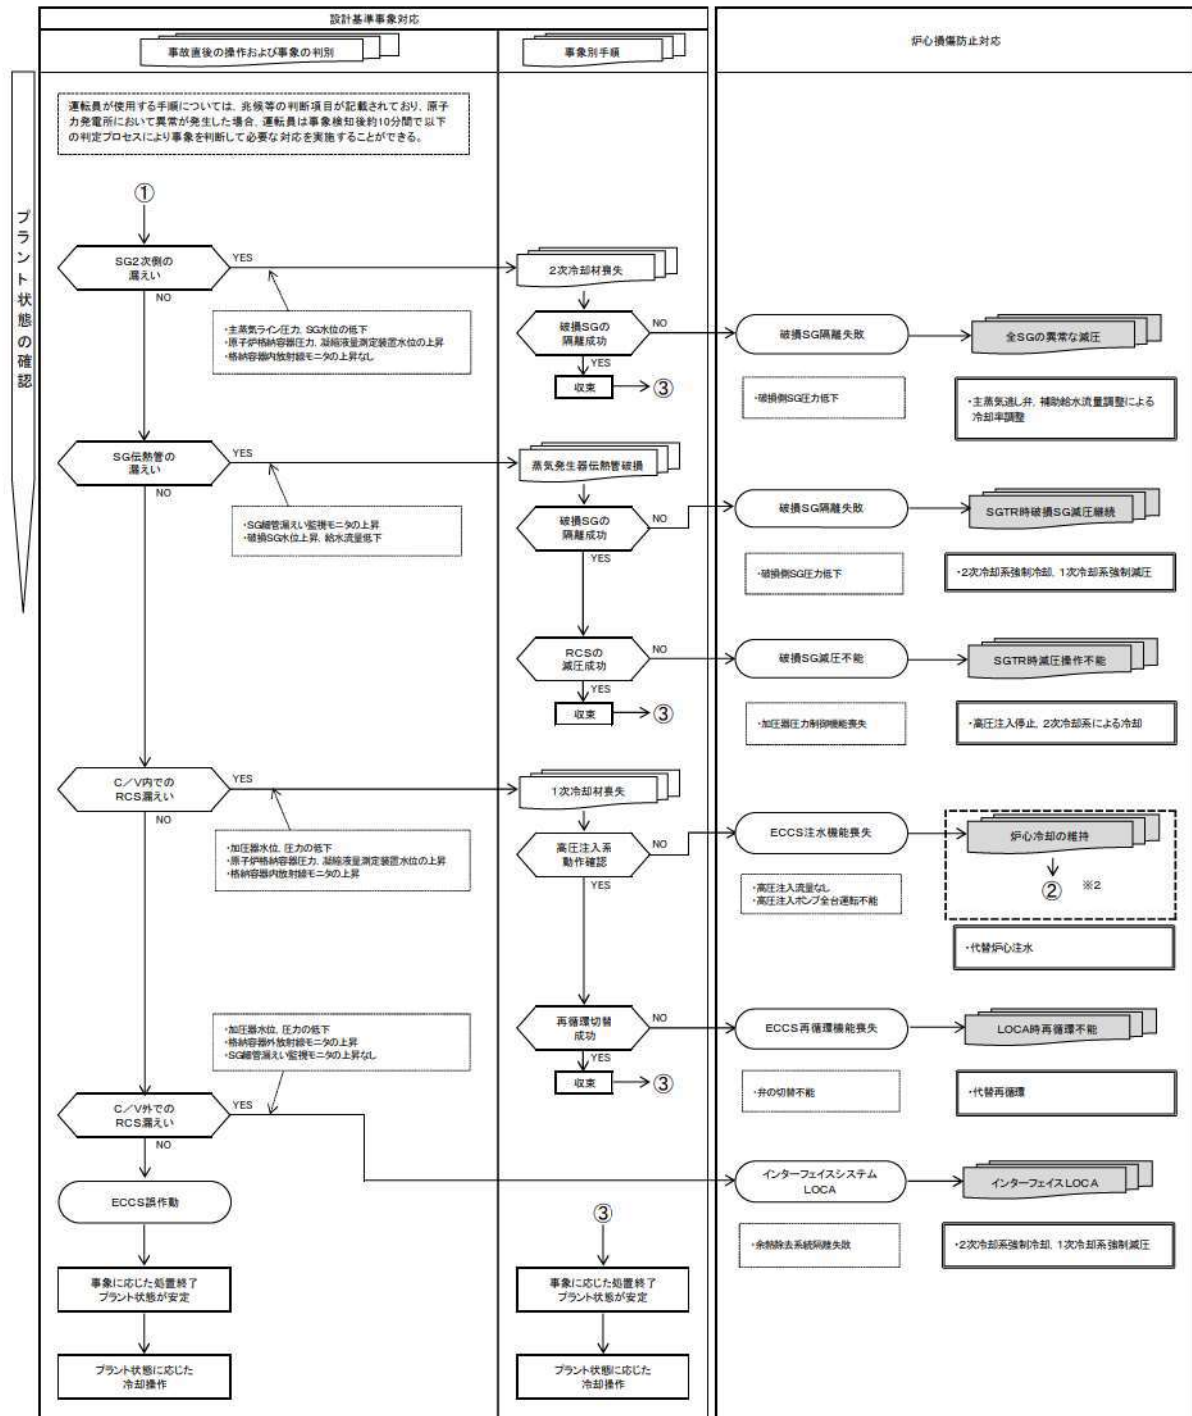 設計基準事象対応
事故直後の操作および事象の判別
事象別手順
炉心損傷防止対応
プラント状態の確認
運転員が使用する手順については、兆候等の判断項目が記載されており、原子
力発電所において異常が発生した場合、運転員は事象検知後約10分間で以下
の判定プロセスにより事象を判断して必要な対応を実施することができる。
①
SG2次側の
漏えい
YES
NO
・主蒸気ライン圧力、SG水位の低下
・原子炉格納容器圧力、凝縮液量測定装置水位の上昇
・格納容器内放射線モニタの上昇なし
2次冷却材喪失
破損SGの
隔離成功
NO
YES
収束
③
破損SG隔離失敗
・破損側SG圧力低下
全SGの異常な減圧
・主蒸気逃し弁、補助給水流量調整による
冷却率調整
SG伝熱管の
漏えい
YES
NO
・SG細管漏えい監視モニタの上昇
・破損SG水位上昇、給水流量低下
蒸気発生器伝熱管破損
破損SGの
隔離成功
NO
YES
破損SG隔離失敗
・破損側SG圧力低下
SGTR時破損SG減圧継続
・2次冷却系強制冷却、1次冷却系強制減圧
RCSの
減圧成功
NO
YES
収束
③
破損SG減圧不能
・加圧器圧力制御機能喪失
SGTR時減圧操作不能
・高圧注入停止、2次冷却系による冷却
C/V内での
RCS漏えい
YES
NO
・加圧器水位、圧力の低下
・原子炉格納容器圧力、凝縮液量測定装置水位の上昇
・格納容器内放射線モニタの上昇
1次冷却材喪失
高圧注入系
動作確認
NO
YES
ECCS注水機能喪失
・高圧注入流量なし
・高圧注入ポンプ全台運転不能
炉心冷却の維持
② ※2
・代替炉心注水
再循環切替
成功
NO
YES
収束
③
ECCS再循環機能喪失
・弁の切替不能
LOCA時再循環不能
・代替再循環
・加圧器水位、圧力の低下
・格納容器外放射線モニタの上昇
・SG細管漏えい監視モニタの上昇なし
C/V外での
RCS漏えい
YES
NO
インターフェイスシステム
LOCA
・余熱除去系統隔離失敗
インターフェイスLOCA
・2次冷却系強制冷却、1次冷却系強制減圧
ECCS誤作動
事象に応じた処置終了
プラント状態が安定
プラント状態に応じた
冷却操作
③
事象に応じた処置終了
プラント状態が安定
プラント状態に応じた
冷却操作